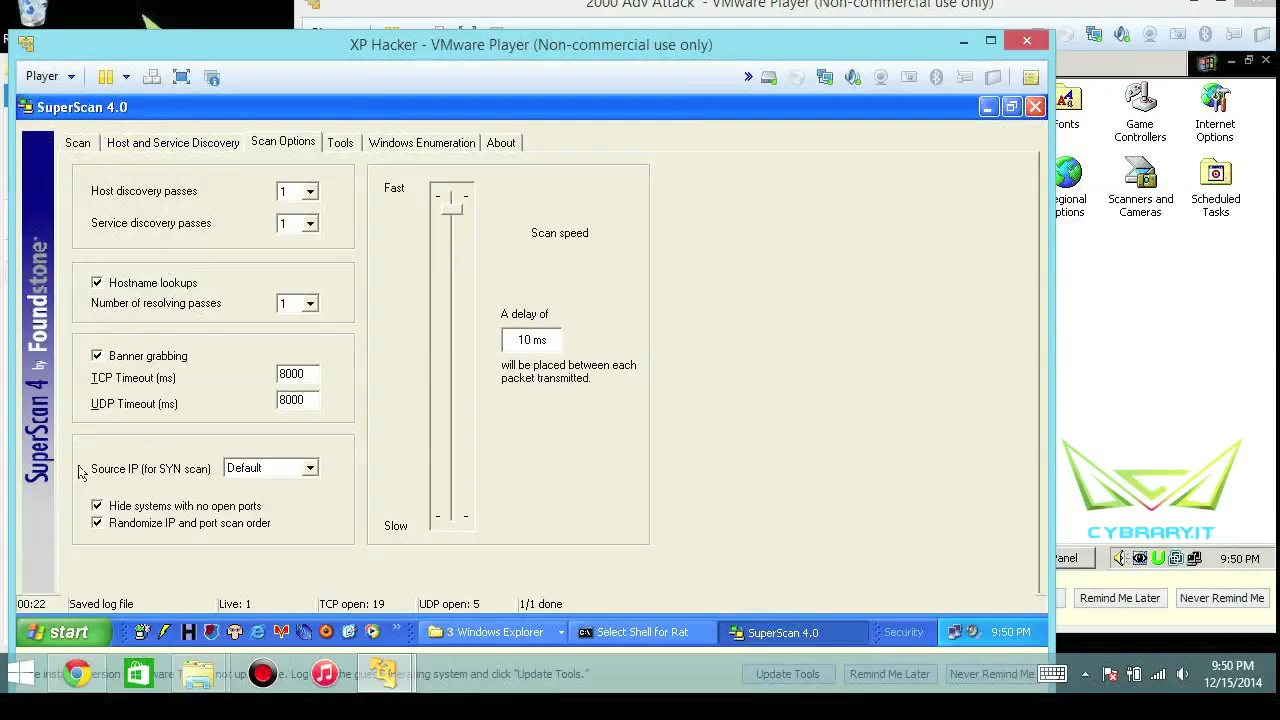 2000 Adv Attack - VMware Player (Non-commercial use only)
XP Hacker - VMware Player (Non-commercial use only)
Player
SuperScan 4.0
Scan
Host and Service Discovery
Scan Options
Tools
Windows Enumeration
About
SuperScan 4 by Foundstone
Host discovery passes 1
Service discovery passes 1
Hostname lookups
Number of resolving passes 1
Banner grabbing
TCP Timeout (ms) 8000
UDP Timeout (ms) 8000
Source IP (for SYN scan) Default
Hide systems with no open ports
Randomize IP and port scan order
Fast
Slow
Scan speed
A delay of
10 ms
will be placed between each
packet transmitted.
00:22
Saved log file
Live: 1
TCP open: 19
UDP open: 5
1/1 done
start
3 Windows Explorer
Select Shell for Rat
SuperScan 4.0
Security
9:50 PM
Game
Controllers
Internet
Options
Scanners and
Cameras
Scheduled
Tasks
CYBRARY.IT
9:50 PM
Remind Me Later
Never Remind Me
Update Tools
Remind Me Later
Never Remind Me
9:50 PM
12/15/2014